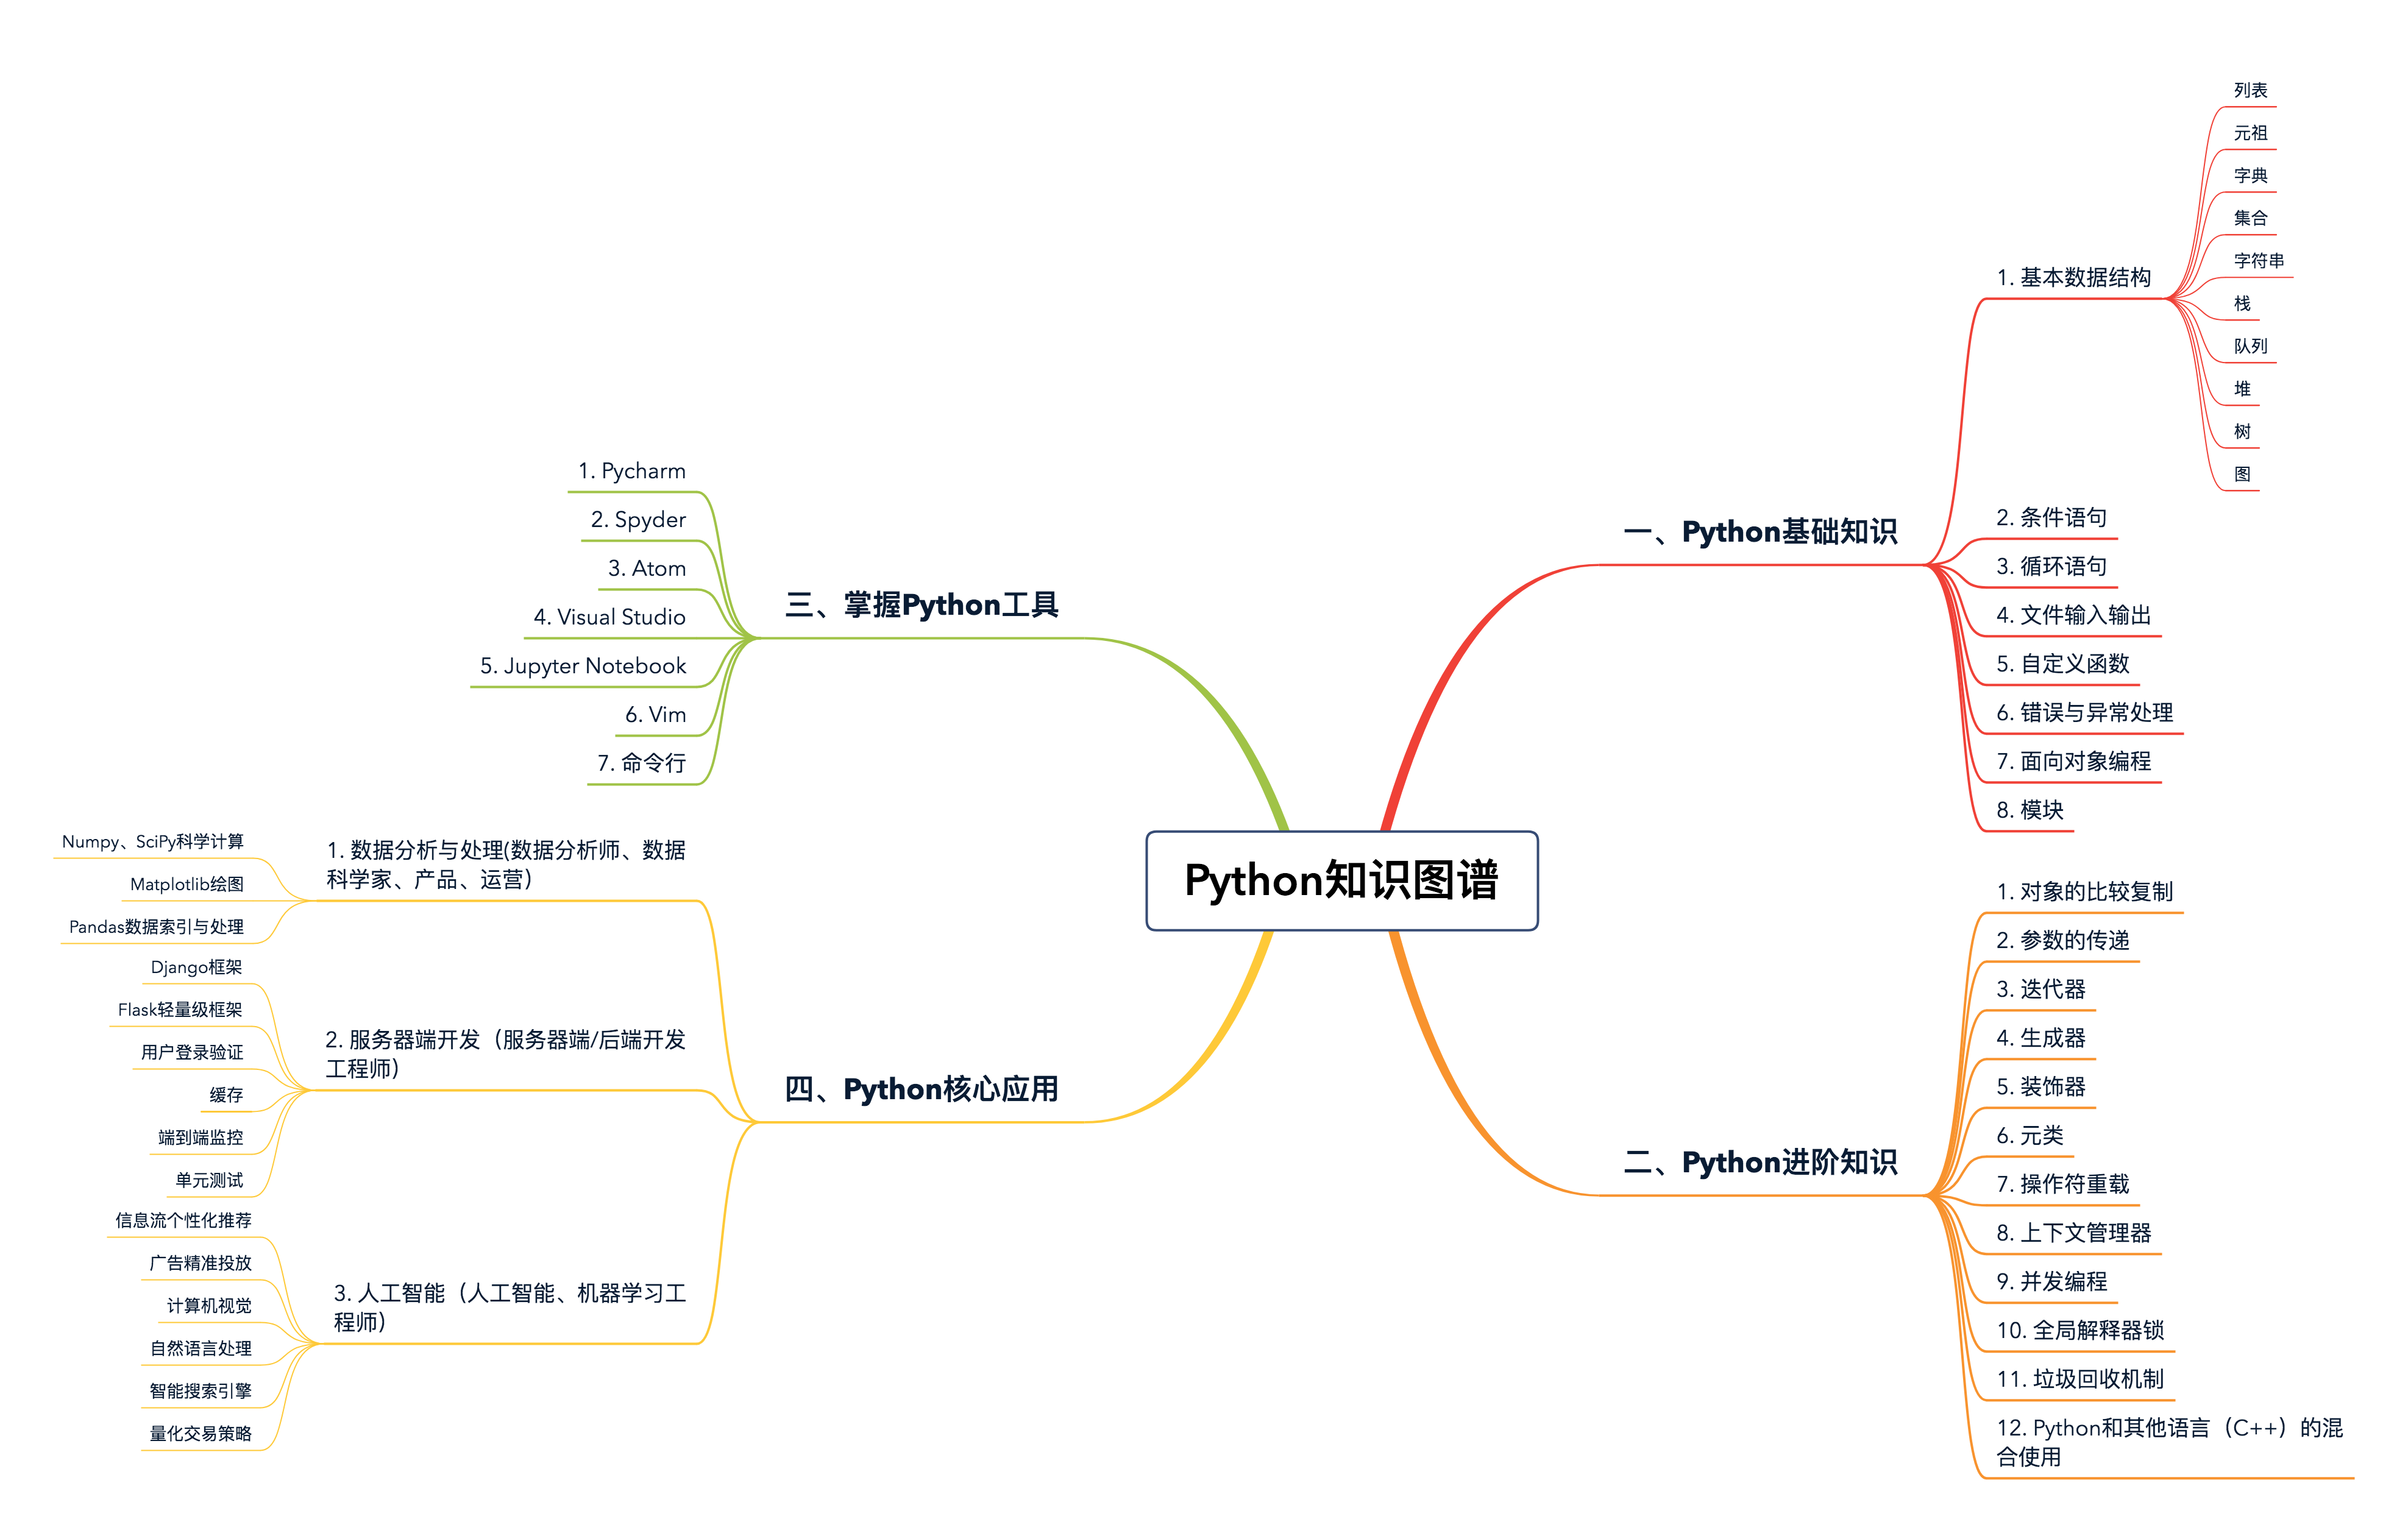 Python知识图谱
一、Python基础知识
1. 基本数据结构
列表
元祖
字典
集合
字符串
栈
队列
堆
树
图
2. 条件语句
3. 循环语句
4. 文件输入输出
5. 自定义函数
6. 错误与异常处理
7. 面向对象编程
8. 模块
二、Python进阶知识
1. 对象的比较复制
2. 参数的传递
3. 迭代器
4. 生成器
5. 装饰器
6. 元类
7. 操作符重载
8. 上下文管理器
9. 并发编程
10. 全局解释器锁
11. 垃圾回收机制
12. Python和其他语言（C++）的混
合使用
三、掌握Python工具
1. Pycharm
2. Spyder
3. Atom
4. Visual Studio
5. Jupyter Notebook
6. Vim
7. 命令行
四、Python核心应用
1. 数据分析与处理(数据分析师、数据
科学家、产品、运营）
Numpy、SciPy科学计算
Matplotlib绘图
Pandas数据索引与处理
2. 服务器端开发（服务器端/后端开发
工程师）
Django框架
Flask轻量级框架
用户登录验证
缓存
端到端监控
单元测试
3. 人工智能（人工智能、机器学习工
程师）
信息流个性化推荐
广告精准投放
计算机视觉
自然语言处理
智能搜索引擎
量化交易策略